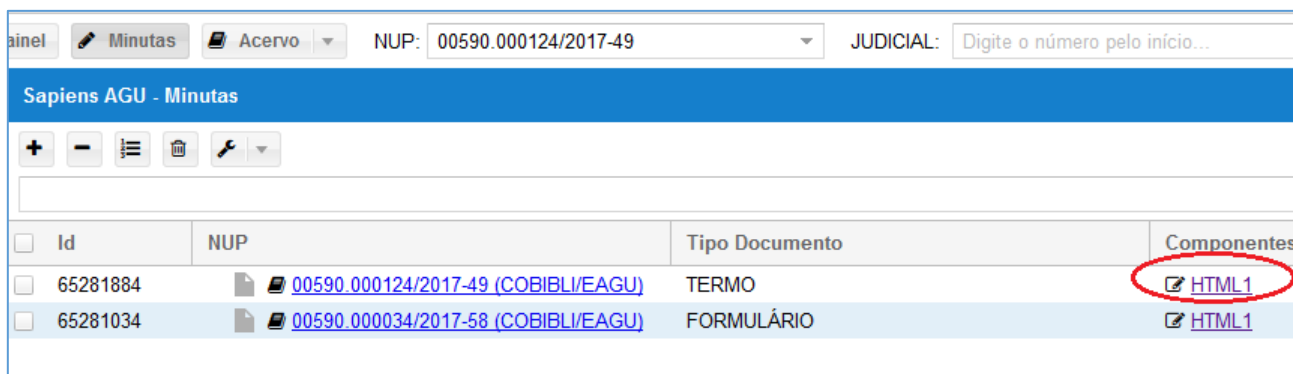 ainel Minutas Acervo NUP: 00590.000124/2017-49 JUDICIAL: Digite o número pelo início...
Sapiens AGU - Minutas
Id NUP Tipo Documento Componentes
65281884 00590.000124/2017-49 (COBIBLI/EAGU) TERMO HTML1
65281034 00590.000034/2017-58 (COBIBLI/EAGU) FORMULÁRIO HTML1